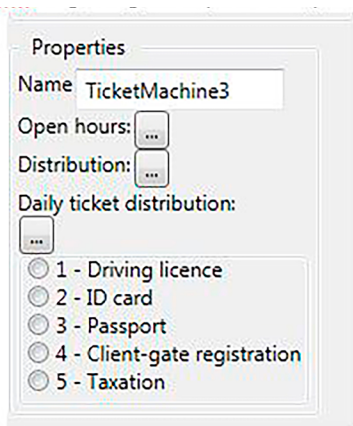 Properties
Name TicketMachine3
Open hours: ...
Distribution: ...
Daily ticket distribution:
...
1 - Driving licence
2 - ID card
3 - Passport
4 - Client-gate registration
5 - Taxation